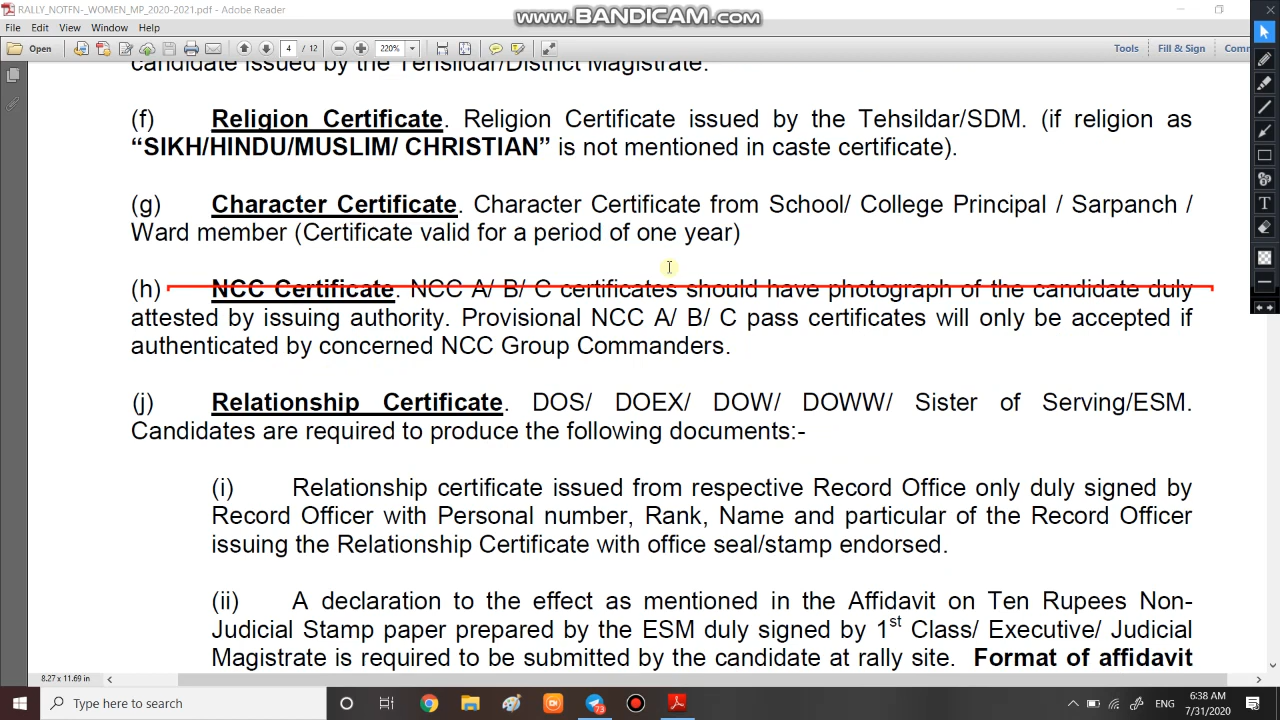 RALLY_NOTFN-_WOMEN_MP_2020-2021.pdf - Adobe Reader
www.BANDICAM.com
File Edit View Window Help
Open 4 / 12 220% Tools Fill & Sign Comm
candidate issued by the Tehsildar/District Magistrate.
(f) Religion Certificate. Religion Certificate issued by the Tehsildar/SDM. (if religion as
“SIKH/HINDU/MUSLIM/ CHRISTIAN” is not mentioned in caste certificate).
(g) Character Certificate. Character Certificate from School/ College Principal / Sarpanch /
Ward member (Certificate valid for a period of one year)
(h) NCC Certificate. NCC A/ B/ C certificates should have photograph of the candidate duly
attested by issuing authority. Provisional NCC A/ B/ C pass certificates will only be accepted if
authenticated by concerned NCC Group Commanders.
(j) Relationship Certificate. DOS/ DOEX/ DOW/ DOWW/ Sister of Serving/ESM.
Candidates are required to produce the following documents:-
(i) Relationship certificate issued from respective Record Office only duly signed by
Record Officer with Personal number, Rank, Name and particular of the Record Officer
issuing the Relationship Certificate with office seal/stamp endorsed.
(ii) A declaration to the effect as mentioned in the Affidavit on Ten Rupees Non-
Judicial Stamp paper prepared by the ESM duly signed by 1st Class/ Executive/ Judicial
Magistrate is required to be submitted by the candidate at rally site. Format of affidavit
8.27 x 11.69 in
Type here to search
73
ENG
6:38 AM
7/31/2020